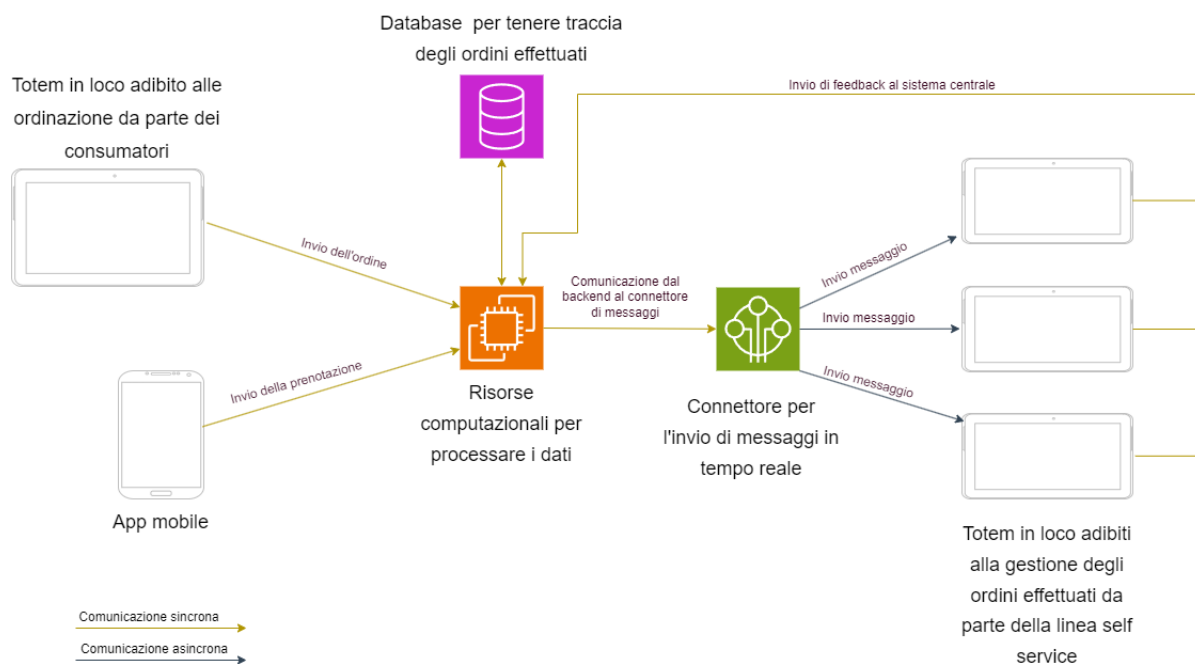 Database per tenere traccia
degli ordini effettuati
Totem in loco adibito alle
ordinazione da parte dei
consumatori
Invio di feedback al sistema centrale
Invio dell'ordine
Comunicazione dal
backend al connettore
di messaggi
Invio messaggio
Invio messaggio
Invio messaggio
Invio della prenotazione
Risorse
computazionali per
processare i dati
Connettore per
l'invio di messaggi in
tempo reale
App mobile
Totem in loco adibiti
alla gestione degli
ordini effettuati da
parte della linea self
service
Comunicazione sincrona
Comunicazione asincrona